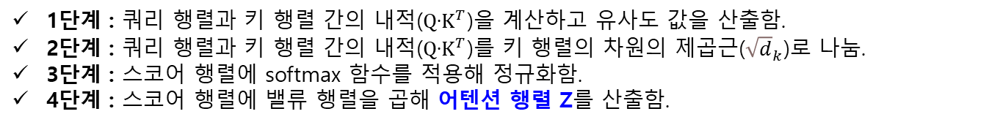 ✓ 1단계 : 쿼리 행렬과 키 행렬 간의 내적(Q·K^T)을 계산하고 유사도 값을 산출함.
✓ 2단계 : 쿼리 행렬과 키 행렬 간의 내적(Q·K^T)를 키 행렬의 차원의 제곱근(√d_k)로 나눔.
✓ 3단계 : 스코어 행렬에 softmax 함수를 적용해 정규화함.
✓ 4단계 : 스코어 행렬에 밸류 행렬을 곱해 어텐션 행렬 Z를 산출함.